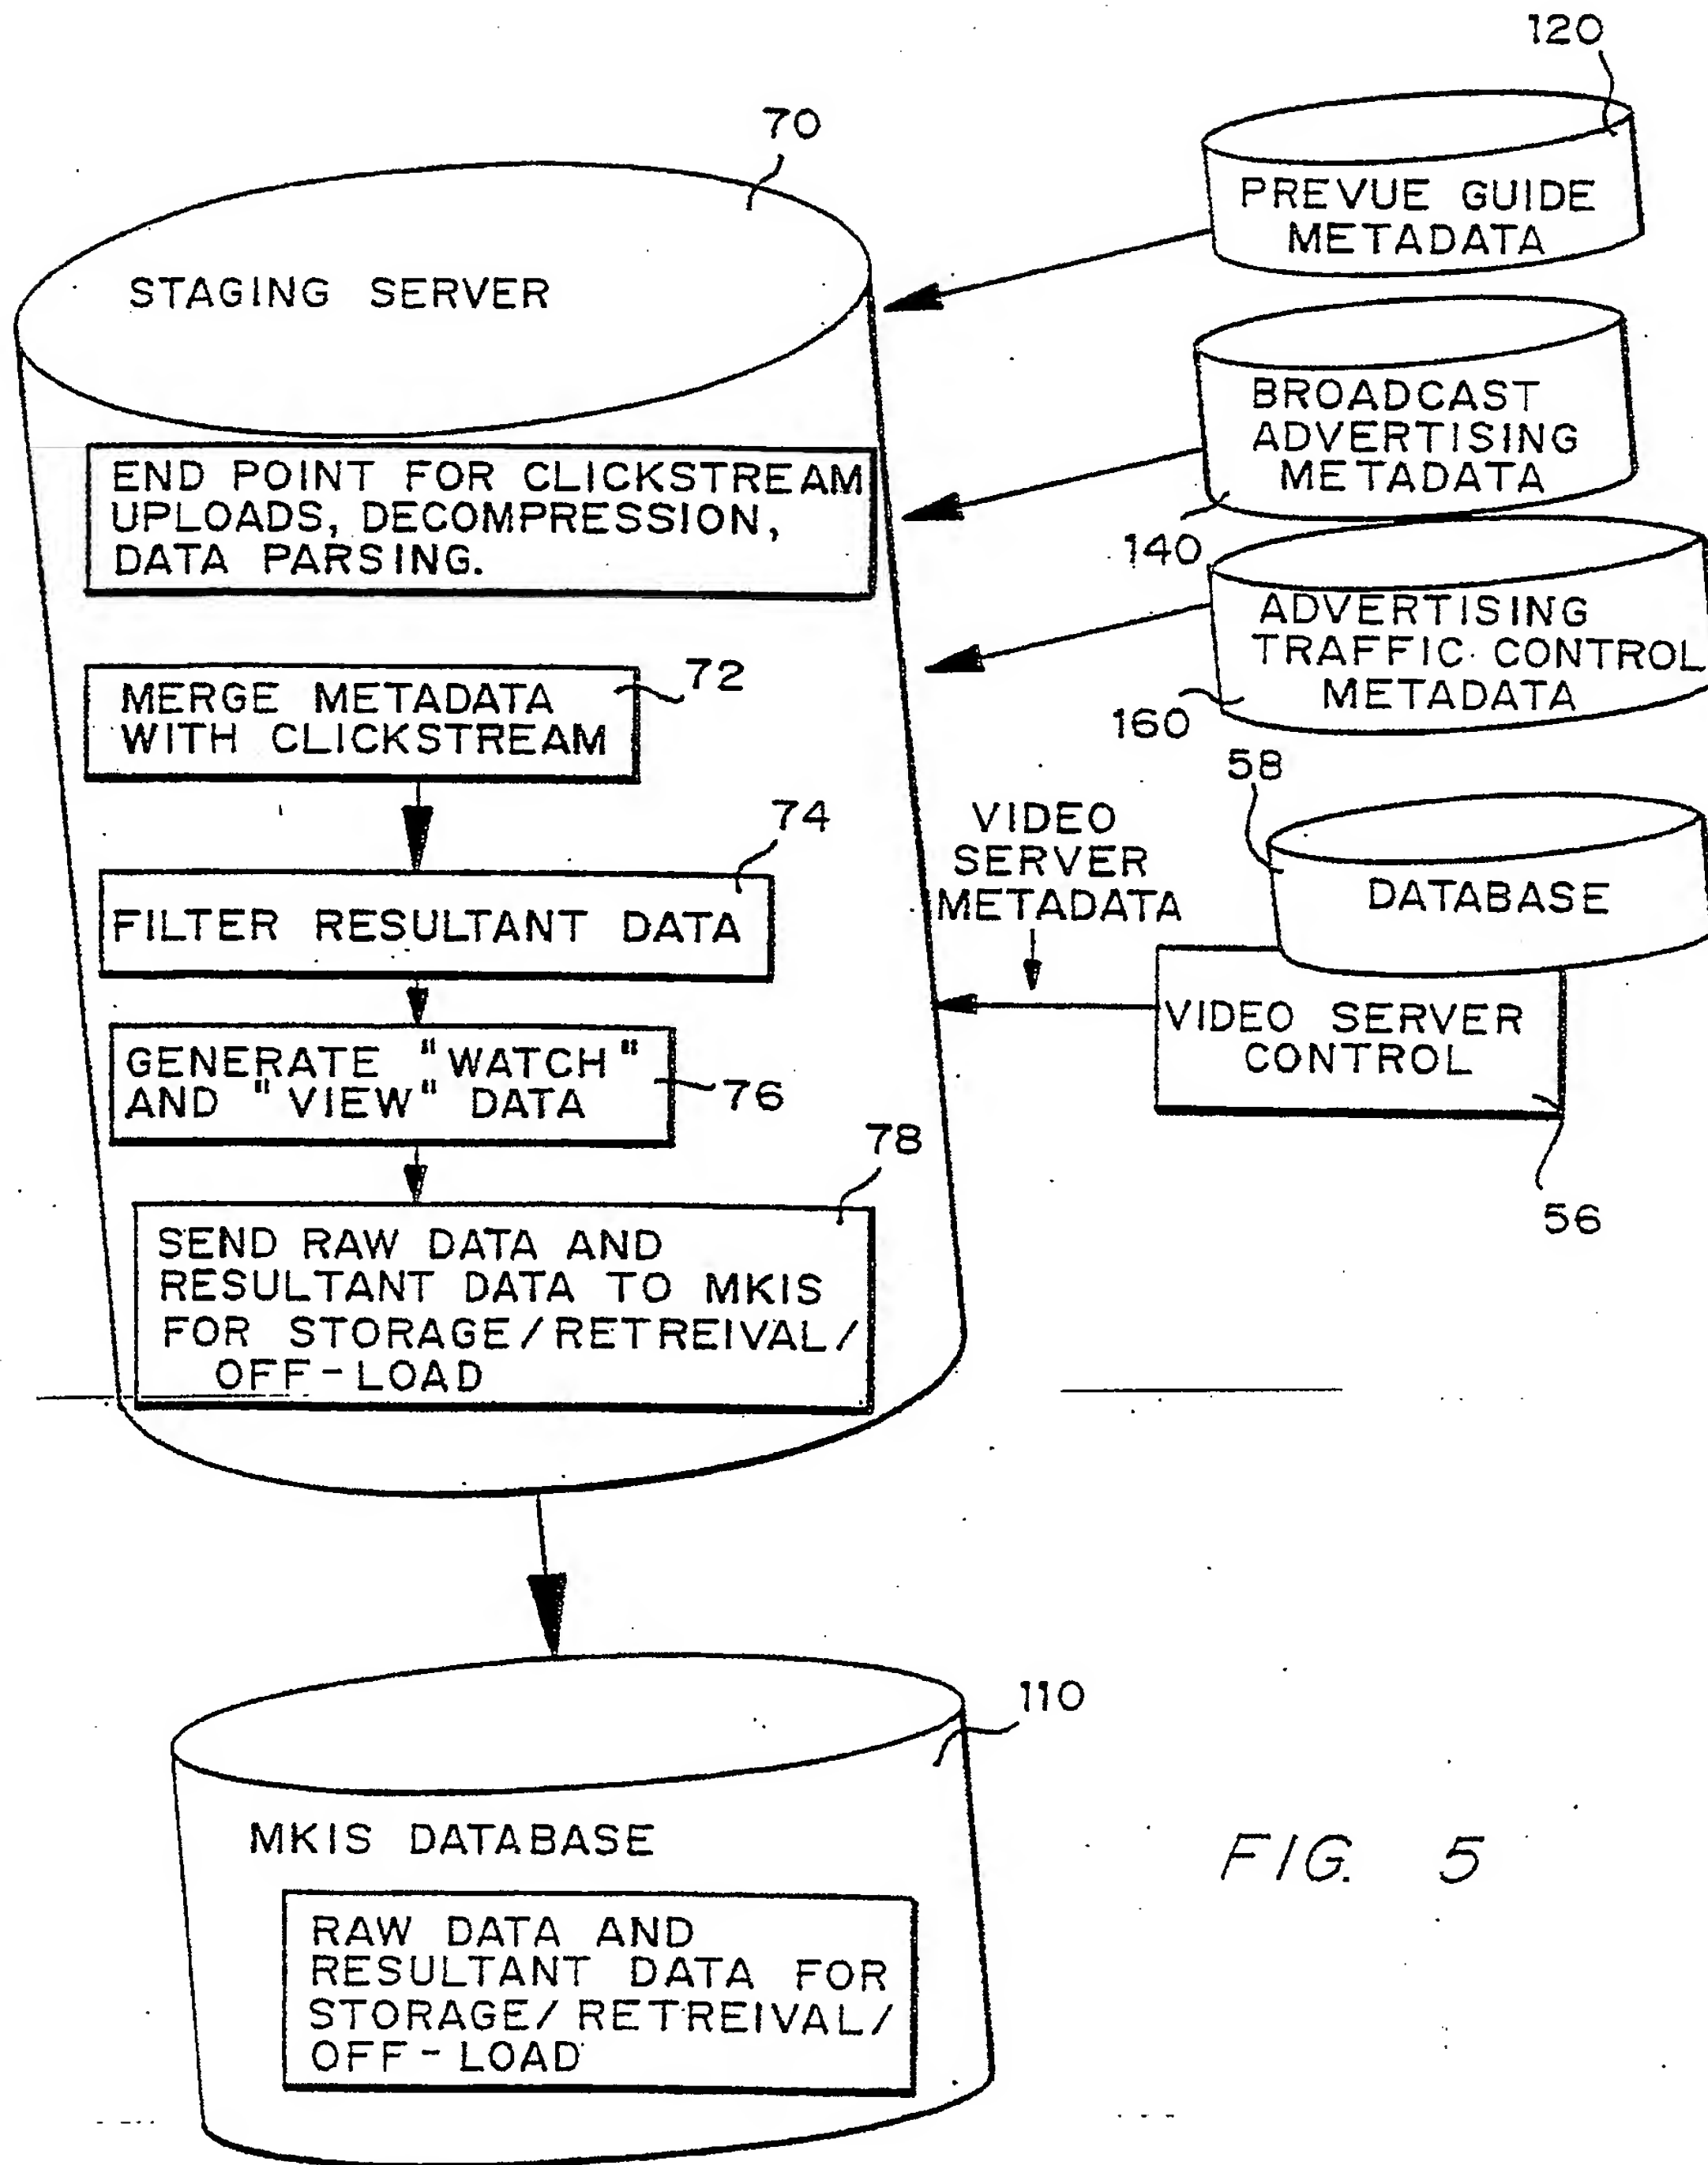 120
70
PREVUE GUIDE
METADATA
STAGING SERVER
BROADCAST
ADVERTISING
METADATA
140
END POINT FOR CLICKSTREAM
UPLOADS, DECOMPRESSION,
DATA PARSING.
ADVERTISING
TRAFFIC CONTROL
METADATA
160
MERGE METADATA
WITH CLICKSTREAM
72
58
DATABASE
74
FILTER RESULTANT DATA
VIDEO
SERVER
METADATA
VIDEO SERVER
CONTROL
56
GENERATE "WATCH"
AND "VIEW" DATA
76
78
SEND RAW DATA AND
RESULTANT DATA TO MKIS
FOR STORAGE/RETREIVAL/
OFF-LOAD
110
MKIS DATABASE
RAW DATA AND
RESULTANT DATA FOR
STORAGE/RETREIVAL/
OFF-LOAD
FIG. 5